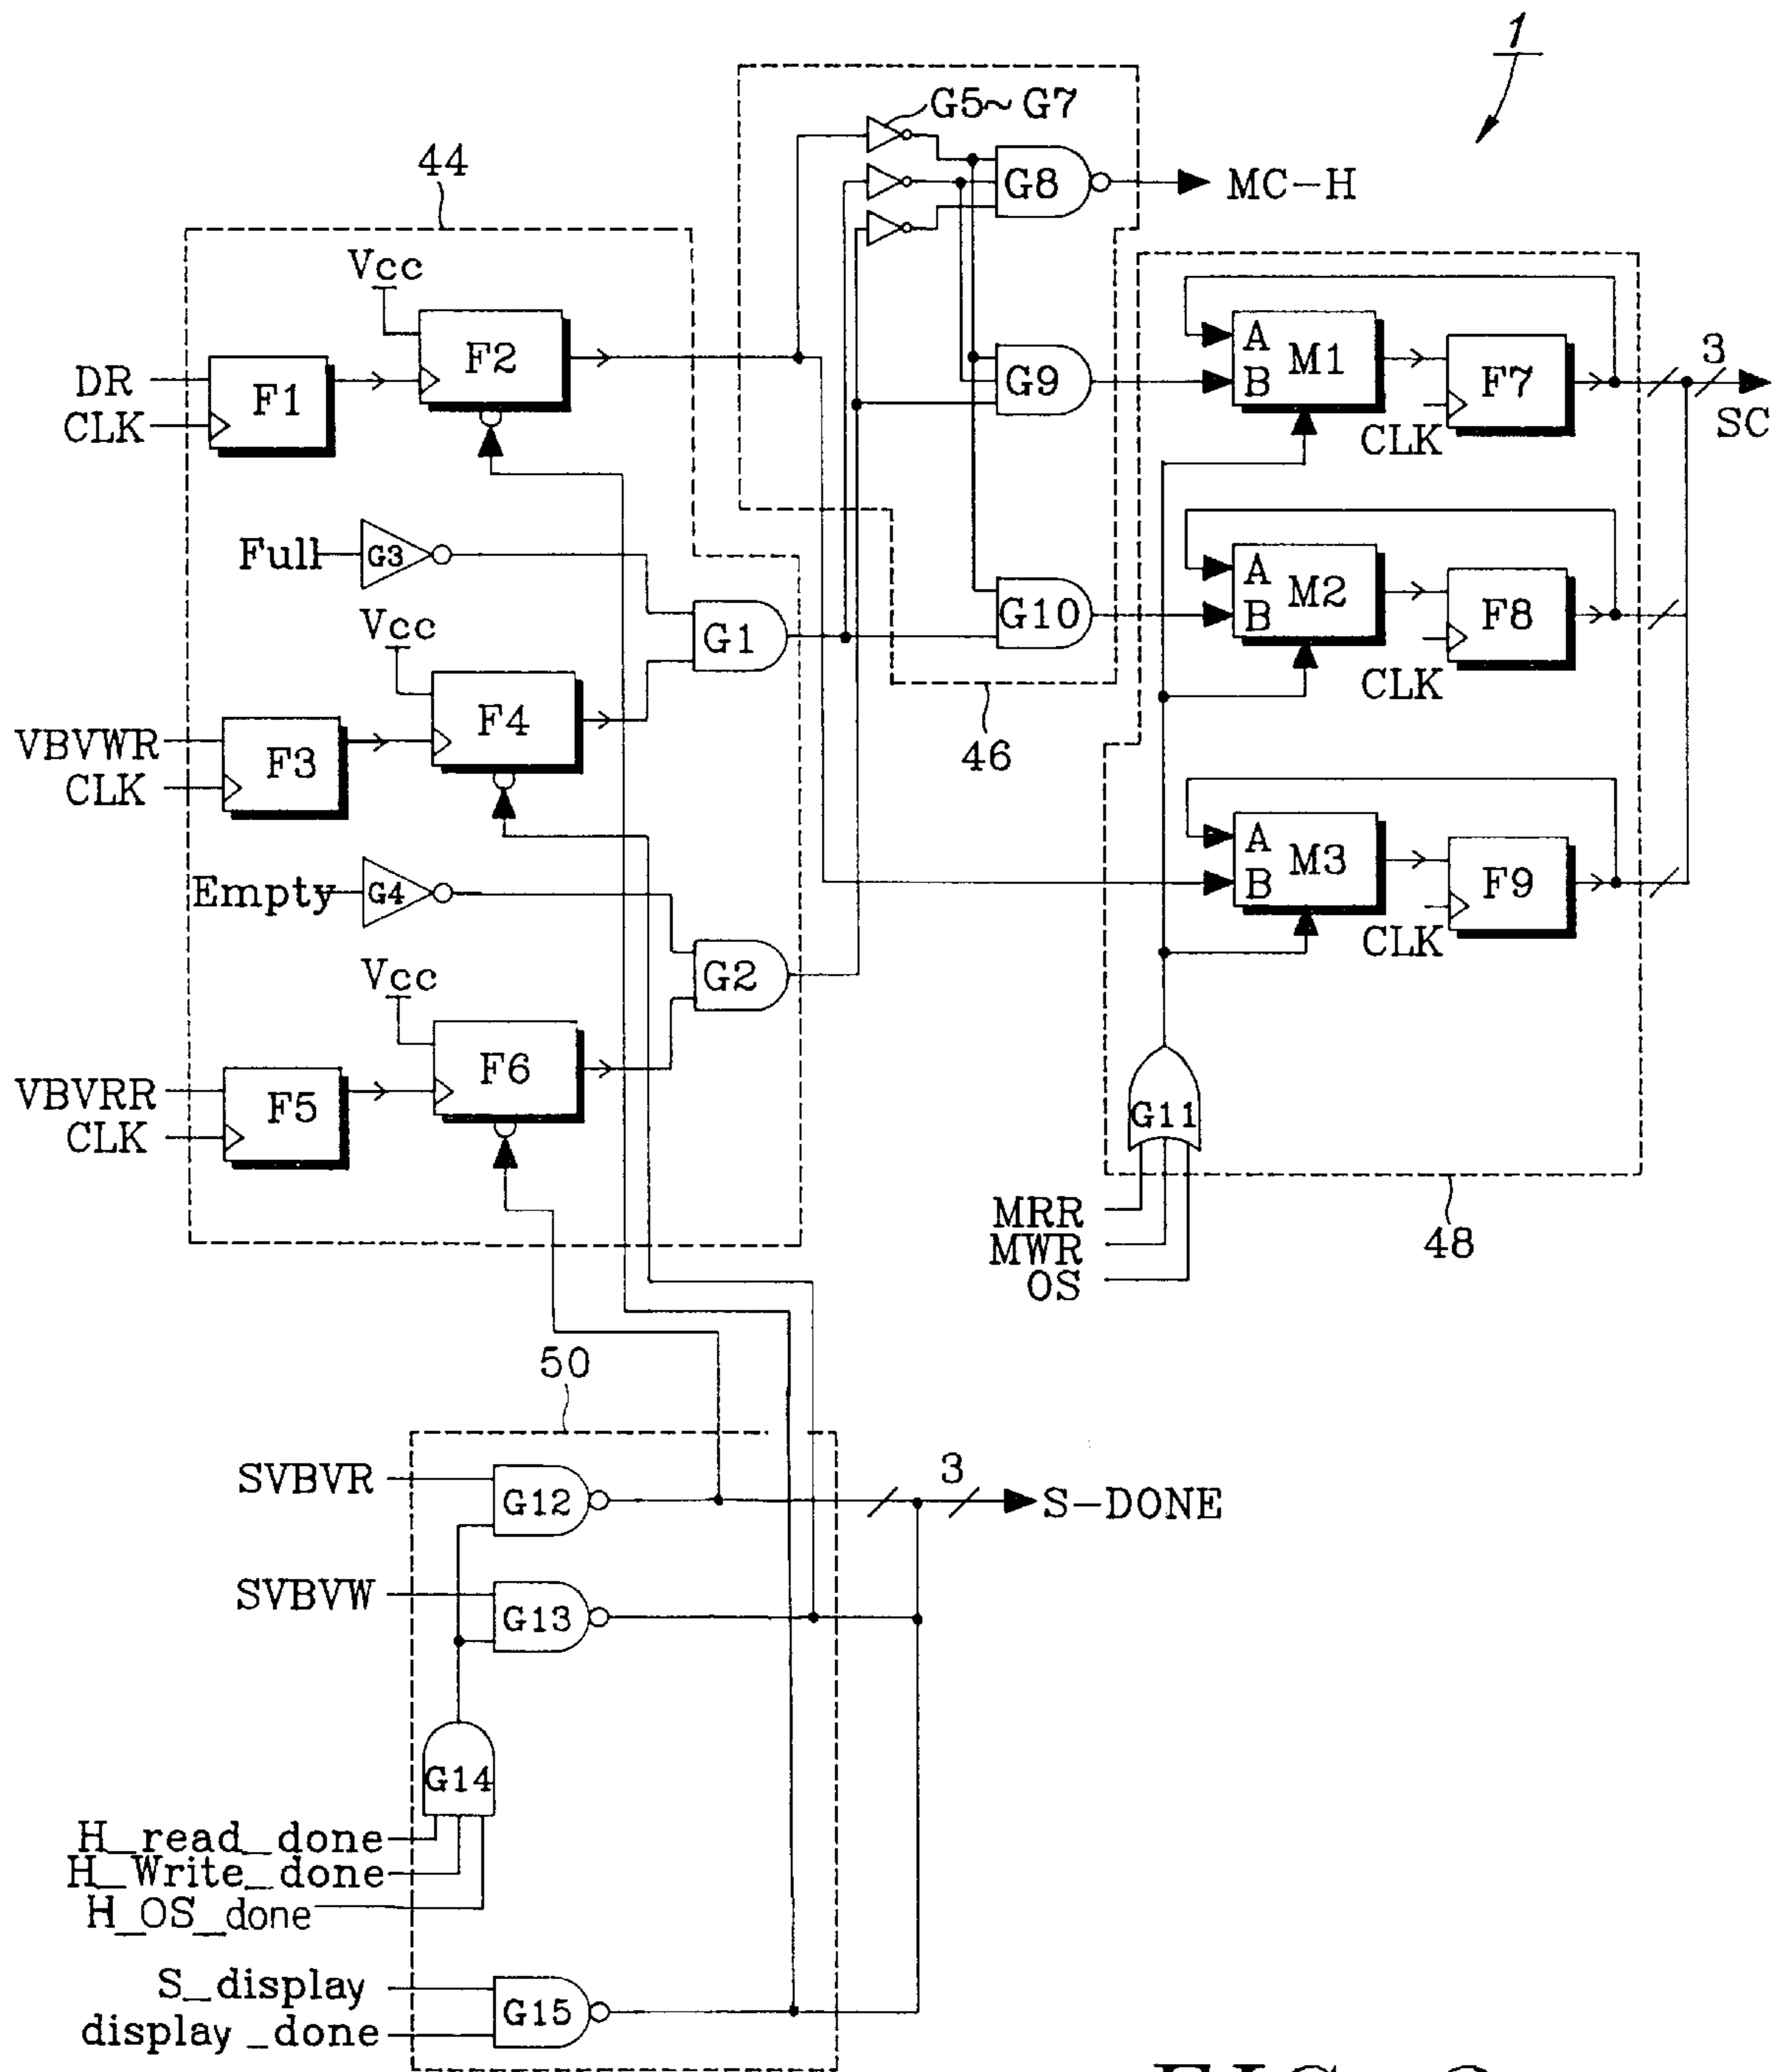 1
G5~ G7
44
G8
MC-H
Vcc
F2
DR
F1
CLK
G9
A
B
M1
F7
CLK
3
SC
Full
G3
Vcc
G1
G10
A
B
M2
F8
CLK
VBVWR
CLK
F3
F4
46
Empty
G4
A
B
M3
F9
CLK
Vcc
G2
VBVRR
CLK
F5
F6
G11
MRR
MWR
OS
48
50
SVBVR
G12
3
S-DONE
SVBVW
G13
G14
H_read_done
H_Write_done
H_OS_done
S_display
display_done
G15